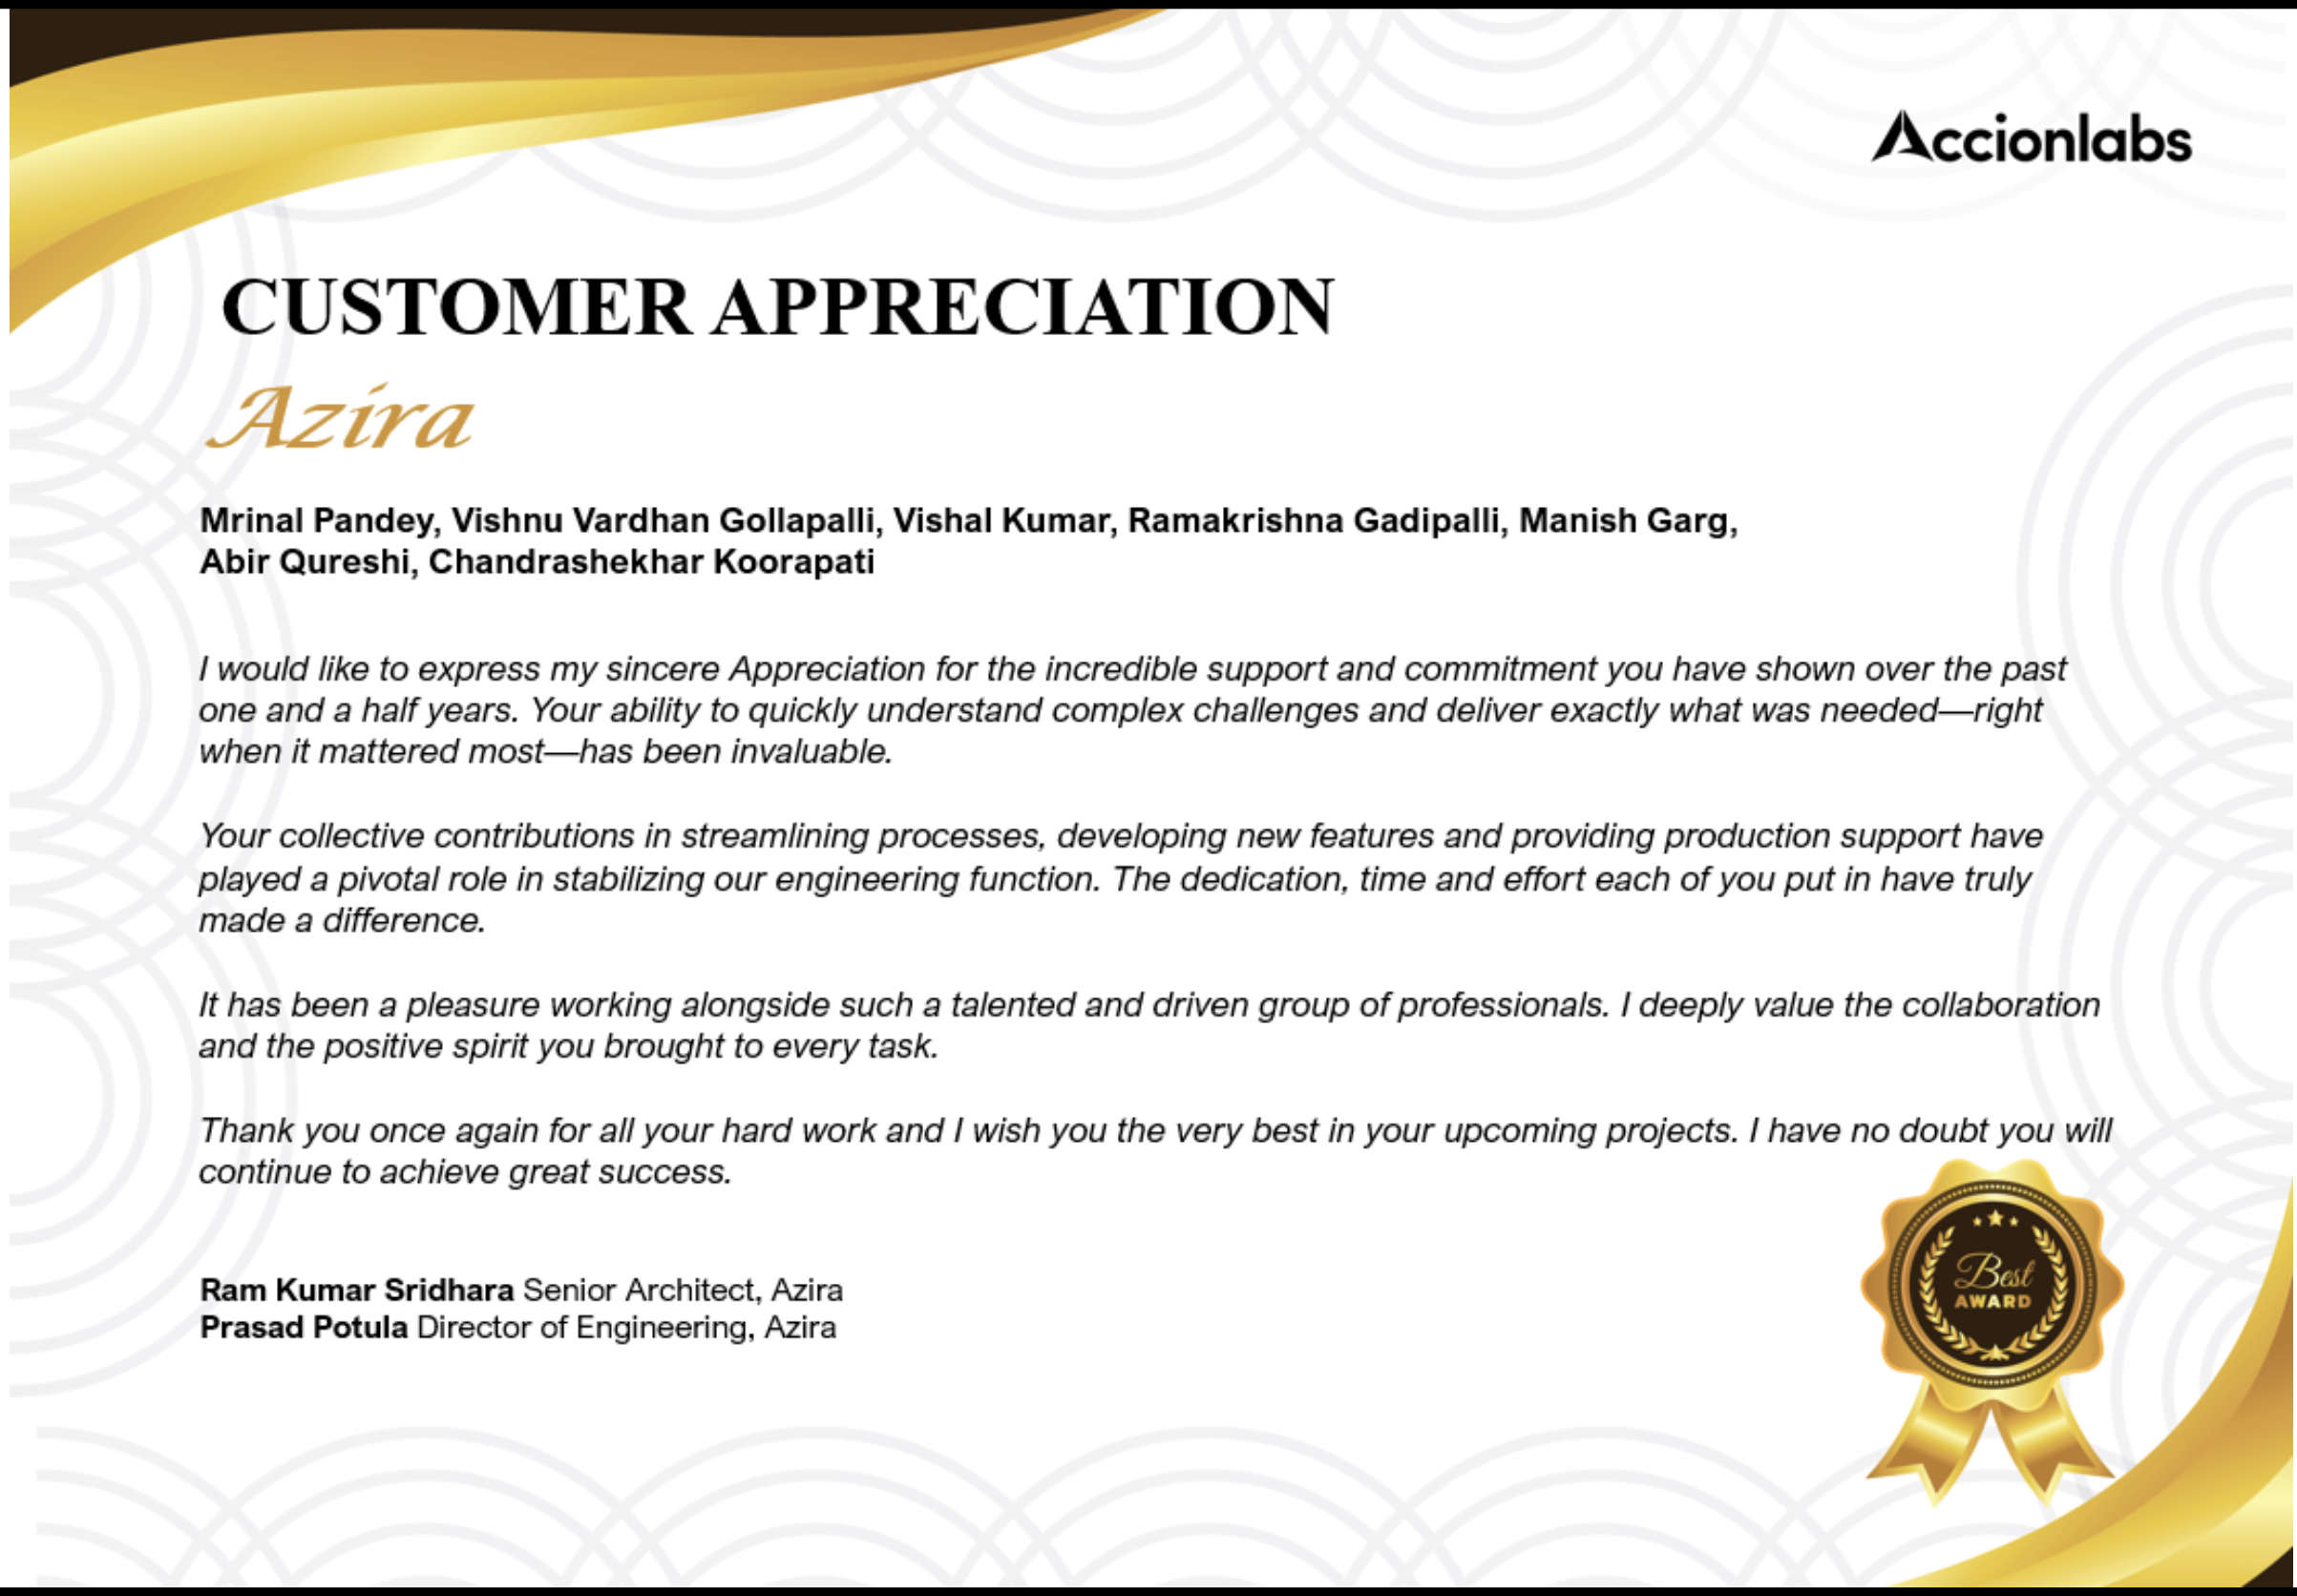 Accionlabs
CUSTOMER APPRECIATION
Azira
Mrinal Pandey, Vishnu Vardhan Gollapalli, Vishal Kumar, Ramakrishna Gadipalli, Manish Garg,
Abir Qureshi, Chandrashekhar Koorapati
I would like to express my sincere Appreciation for the incredible support and commitment you have shown over the past
one and a half years. Your ability to quickly understand complex challenges and deliver exactly what was needed—right
when it mattered most—has been invaluable.
Your collective contributions in streamlining processes, developing new features and providing production support have
played a pivotal role in stabilizing our engineering function. The dedication, time and effort each of you put in have truly
made a difference.
It has been a pleasure working alongside such a talented and driven group of professionals. I deeply value the collaboration
and the positive spirit you brought to every task.
Thank you once again for all your hard work and I wish you the very best in your upcoming projects. I have no doubt you will
continue to achieve great success.
Ram Kumar Sridhara Senior Architect, Azira
Prasad Potula Director of Engineering, Azira
Best
AWARD